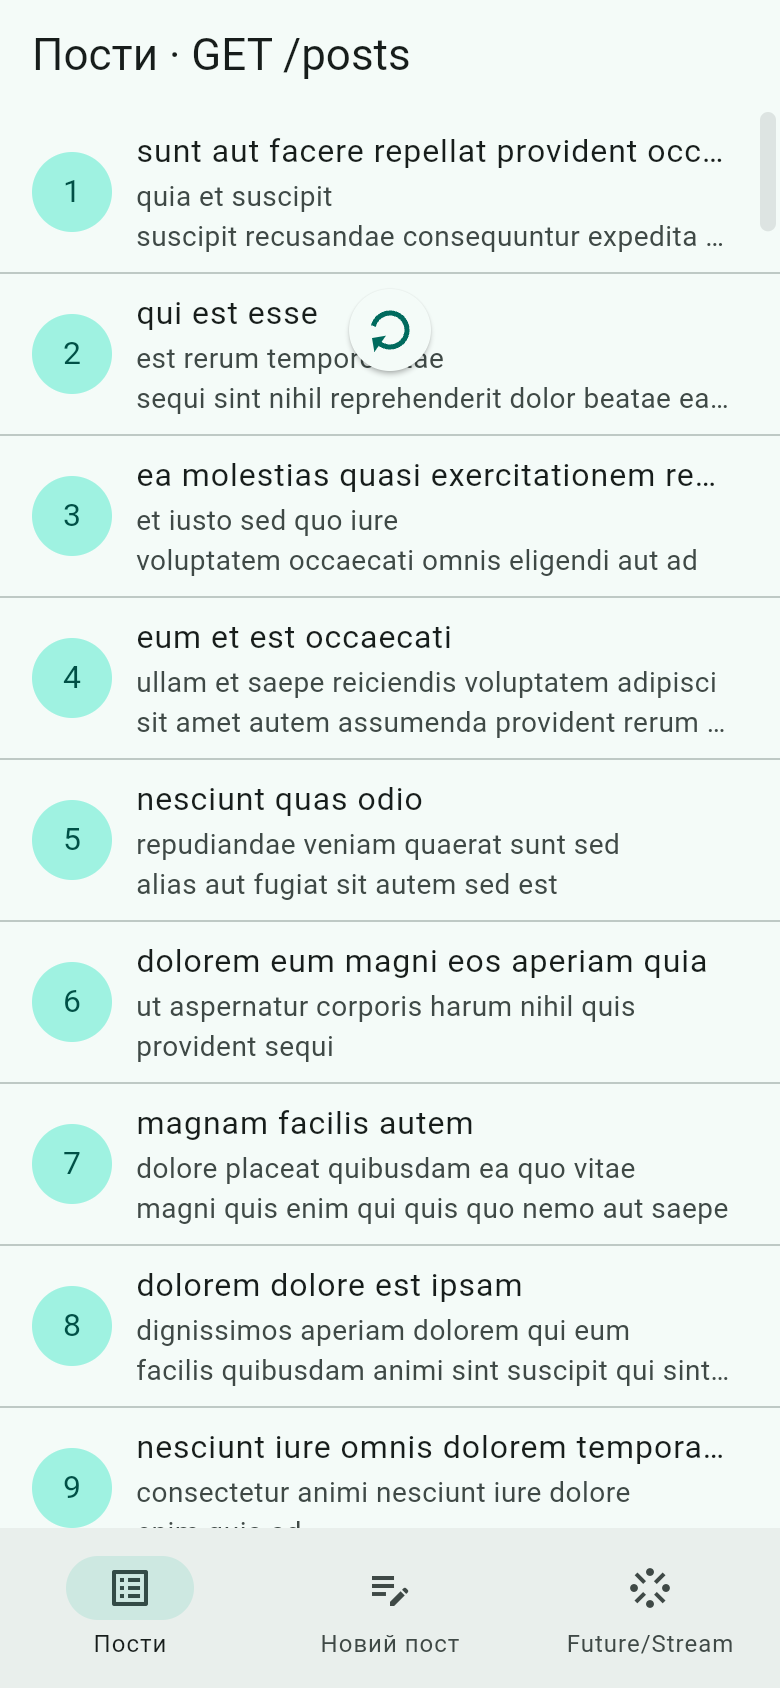 Пости · GET /posts
1
sunt aut facere repellat provident occ…
quia et suscipit
suscipit recusandae consequuntur expedita …
2
qui est esse
est rerum tempore
sequi sint nihil reprehenderit dolor beatae ea…
3
ea molestias quasi exercitationem re…
et iusto sed quo iure
voluptatem occaecati omnis eligendi aut ad
4
eum et est occaecati
ullam et saepe reiciendis voluptatem adipisci
sit amet autem assumenda provident rerum …
5
nesciunt quas odio
repudiandae veniam quaerat sunt sed
alias aut fugiat sit autem sed est
6
dolorem eum magni eos aperiam quia
ut aspernatur corporis harum nihil quis
provident sequi
7
magnam facilis autem
dolore placeat quibusdam ea quo vitae
magni quis enim qui quis quo nemo aut saepe
8
dolorem dolore est ipsam
dignissimos aperiam dolorem qui eum
facilis quibusdam animi sint suscipit qui sint…
9
nesciunt iure omnis dolorem tempora…
consectetur animi nesciunt iure dolore
Пости
Новий пост
Future/Stream